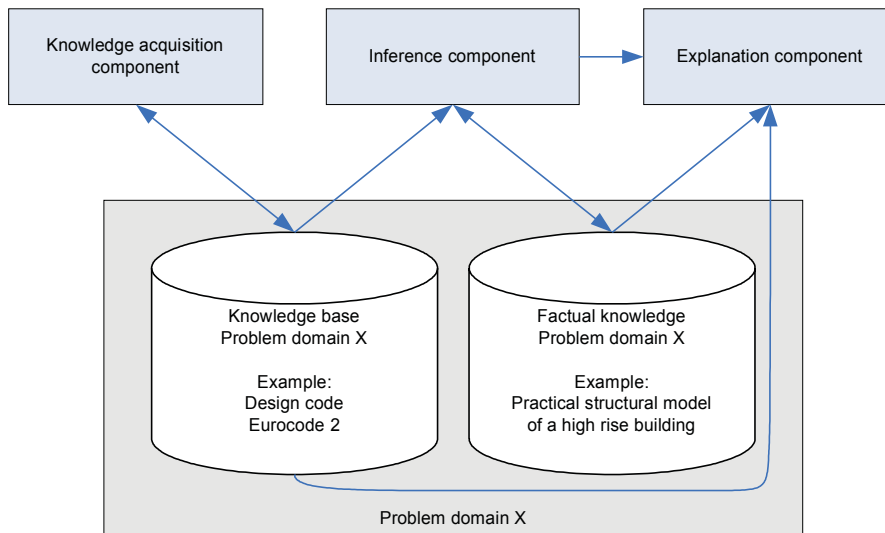 Knowledge acquisition
component
Inference component
Explanation component
Knowledge base
Problem domain X
Example:
Design code
Eurocode 2
Factual knowledge
Problem domain X
Example:
Practical structural model
of a high rise building
Problem domain X